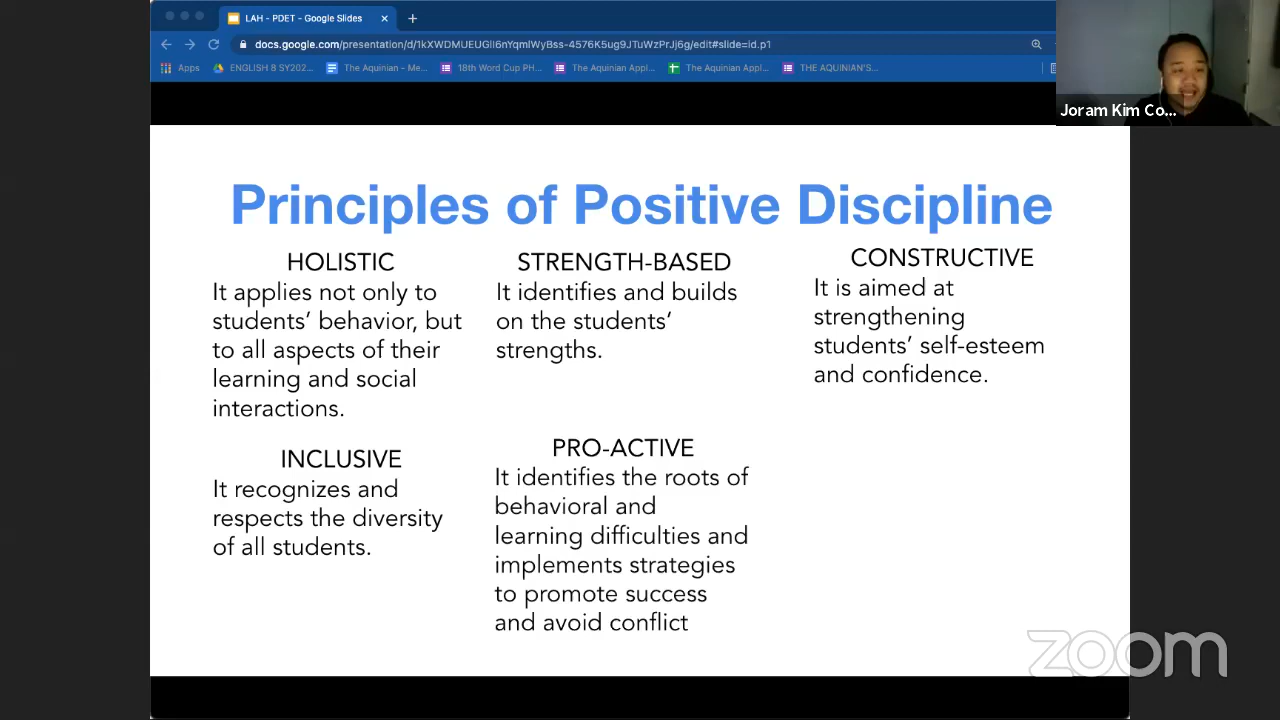 LAH - PDET - Google Slides
docs.google.com/presentation/d/1kXWDMUEUGlI6nYqmlWyBss-4576K5ug9JTuWzPrJj6g/edit#slide=id.p1
Apps
ENGLISH 8 SY202...
The Aquinian - Me...
18th Word Cup PH...
The Aquinian Appl...
The Aquinian Appl...
THE AQUINIAN'S...
Joram Kim Co...
Principles of Positive Discipline
HOLISTIC
It applies not only to
students’ behavior, but
to all aspects of their
learning and social
interactions.
STRENGTH-BASED
It identifies and builds
on the students‘
strengths.
CONSTRUCTIVE
It is aimed at
strengthening
students’ self-esteem
and confidence.
INCLUSIVE
It recognizes and
respects the diversity
of all students.
PRO-ACTIVE
It identifies the roots of
behavioral and
learning difficulties and
implements strategies
to promote success
and avoid conflict
zoom